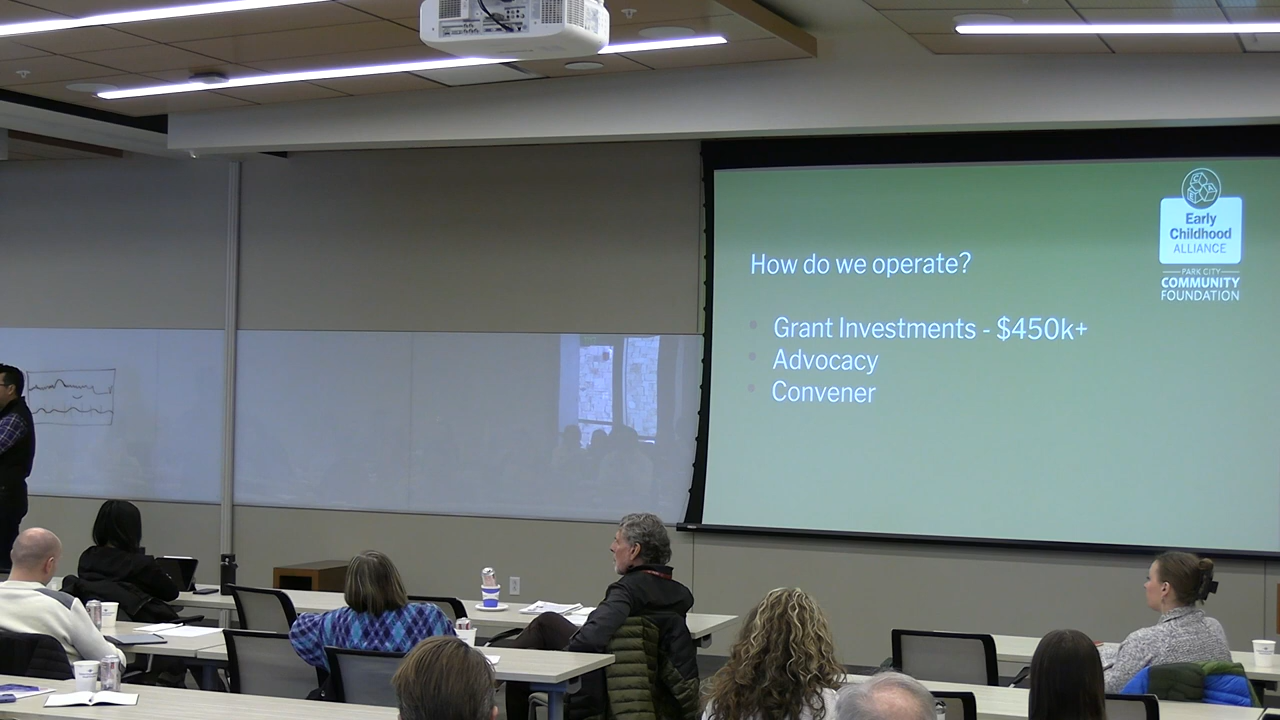 How do we operate?
Grant Investments - $450k+
Advocacy
Convener
Early
Childhood
ALLIANCE
PARK CITY
COMMUNITY
FOUNDATION